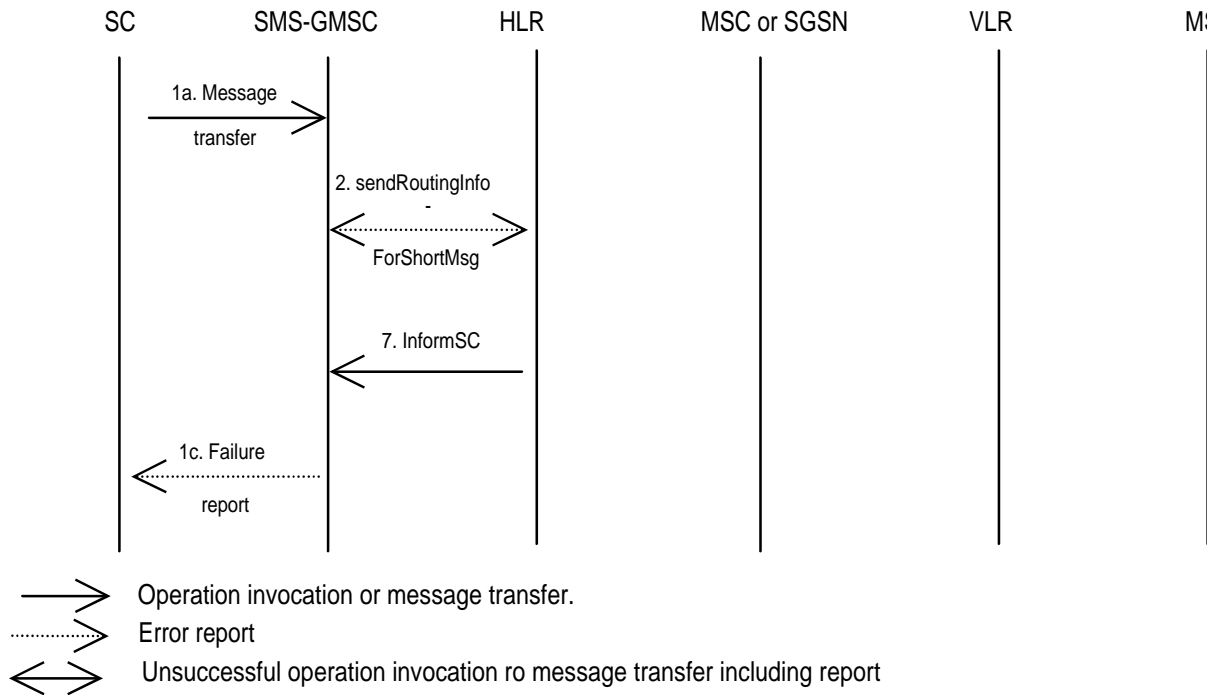 SC SMS-GMSC HLR MSC or SGSN VLR
1a. Message
transfer
2. sendRoutingInfo
-
ForShortMsg
7. InformSC
1c. Failure
report
Operation invocation or message transfer.
Error report
Unsuccessful operation invocation ro message transfer including report